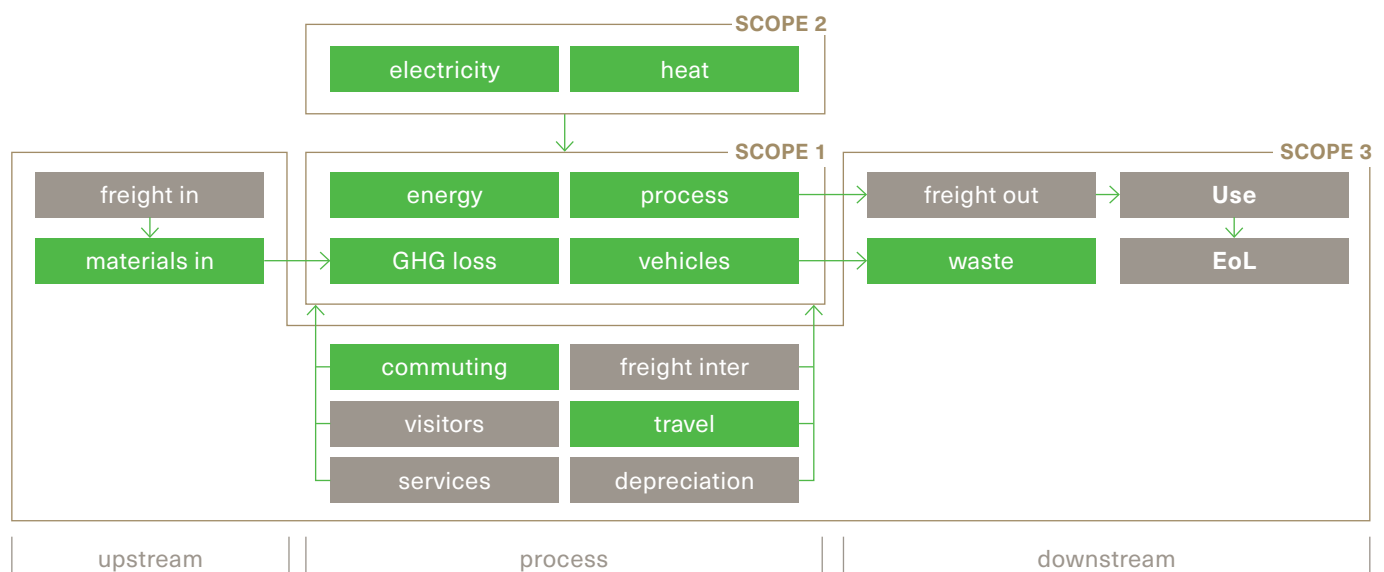 SCOPE 2
electricity
heat
SCOPE 1
SCOPE 3
freight in
energy
process
freight out
Use
materials in
GHG loss
vehicles
waste
EoL
commuting
freight inter
visitors
travel
services
depreciation
upstream
process
downstream